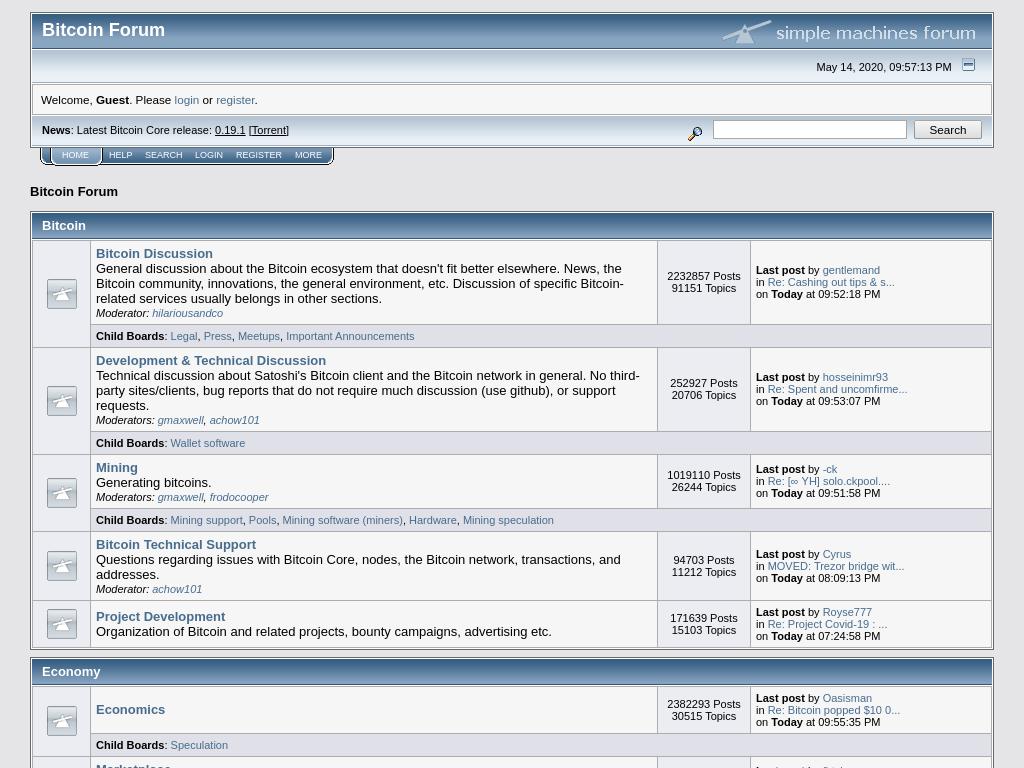 Bitcoin Forum
simple machines forum
May 14, 2020, 09:57:13 PM
Welcome, Guest. Please login or register.
News: Latest Bitcoin Core release: 0.19.1 [Torrent]
Search
HOME HELP SEARCH LOGIN REGISTER MORE
Bitcoin Forum
Bitcoin
Bitcoin Discussion
General discussion about the Bitcoin ecosystem that doesn't fit better elsewhere. News, the
Bitcoin community, innovations, the general environment, etc. Discussion of specific Bitcoin-
related services usually belongs in other sections.
Moderator: hilariousandco
2232857 Posts
91151 Topics
Last post by gentlemand
in Re: Cashing out tips & s...
on Today at 09:52:18 PM
Child Boards: Legal, Press, Meetups, Important Announcements
Development & Technical Discussion
Technical discussion about Satoshi's Bitcoin client and the Bitcoin network in general. No third-
party sites/clients, bug reports that do not require much discussion (use github), or support
requests.
Moderators: gmaxwell, achow101
252927 Posts
20706 Topics
Last post by hosseinimr93
in Re: Spent and uncomfirme...
on Today at 09:53:07 PM
Child Boards: Wallet software
Mining
Generating bitcoins.
Moderators: gmaxwell, frodocooper
1019110 Posts
26244 Topics
Last post by -ck
in Re: [∞ YH] solo.ckpool....
on Today at 09:51:58 PM
Child Boards: Mining support, Pools, Mining software (miners), Hardware, Mining speculation
Bitcoin Technical Support
Questions regarding issues with Bitcoin Core, nodes, the Bitcoin network, transactions, and
addresses.
Moderator: achow101
94703 Posts
11212 Topics
Last post by Cyrus
in MOVED: Trezor bridge wit...
on Today at 08:09:13 PM
Project Development
Organization of Bitcoin and related projects, bounty campaigns, advertising etc.
171639 Posts
15103 Topics
Last post by Royse777
in Re: Project Covid-19 : ...
on Today at 07:24:58 PM
Economy
Economics
2382293 Posts
30515 Topics
Last post by Oasisman
in Re: Bitcoin popped $10 0...
on Today at 09:55:35 PM
Child Boards: Speculation